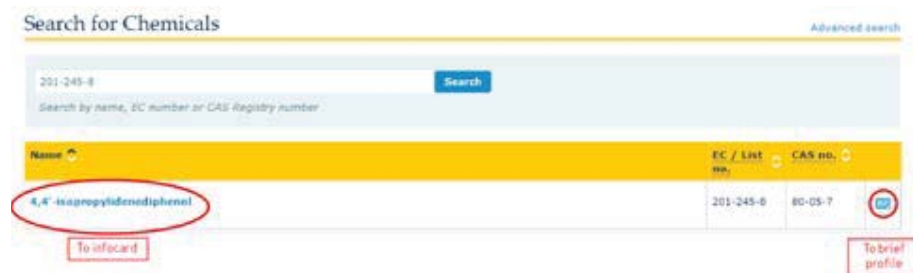 Search for Chemicals
Advanced search
201-245-8
Search
Search by name, EC number or CAS Registry number
Name
EC / List no.
CAS no.
4,4'-isopropylidenediphenol
201-245-8
80-05-7
BP
To infocard
To brief profile